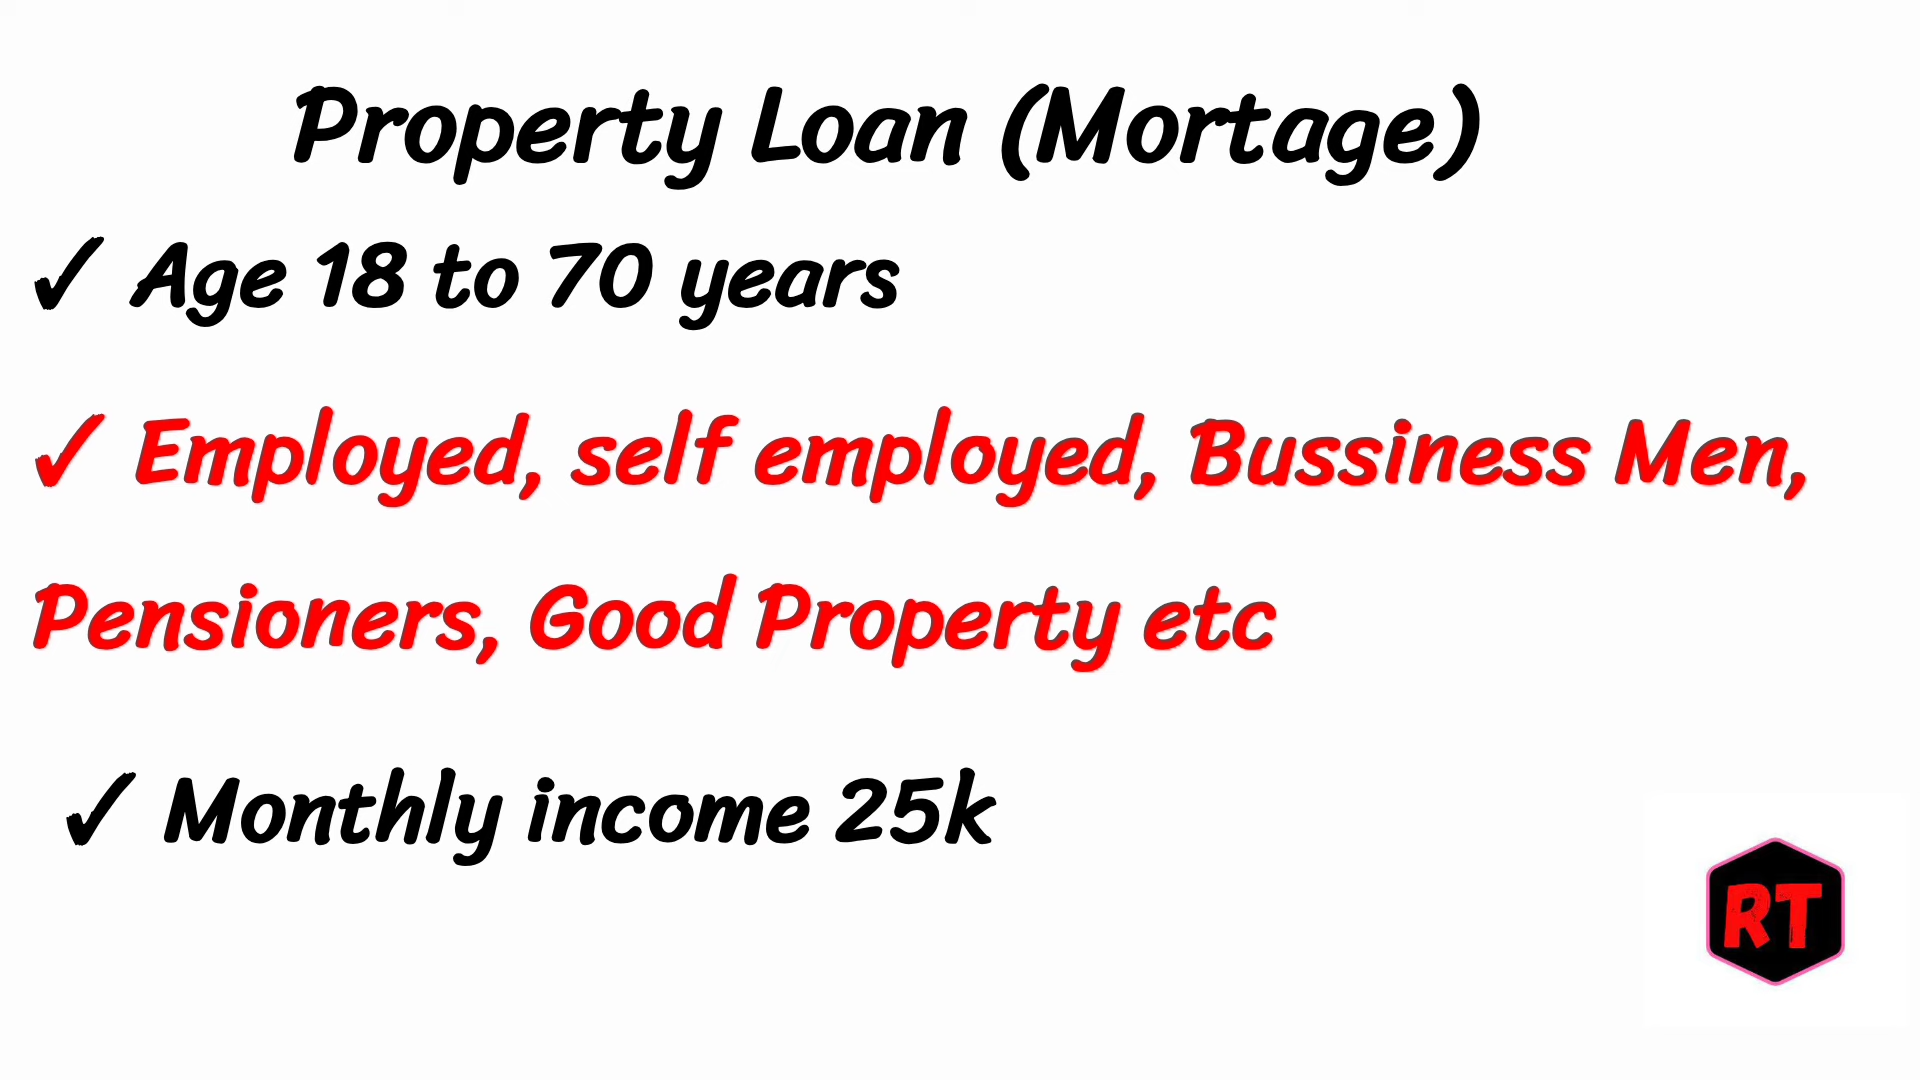 Property Loan (Mortage)
✓ Age 18 to 70 years
✓ Employed, self employed, Bussiness Men,
Pensioners, Good Property etc
✓ Monthly income 25k
RT